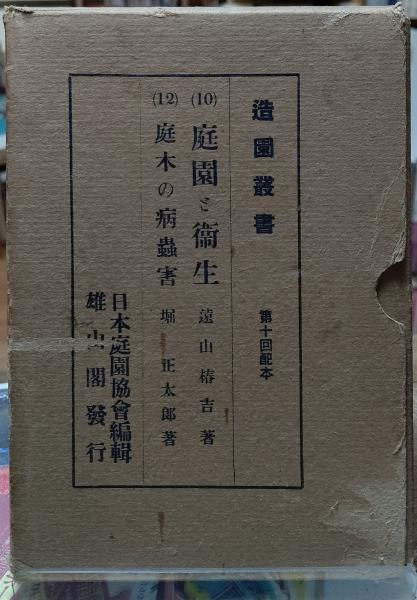 造園叢書
第十回配本
(10) 庭園と衞生 遠山椿吉著
(12) 庭木の病蟲害 堀正太郎著
日本庭園協會編輯
雄山閣發行